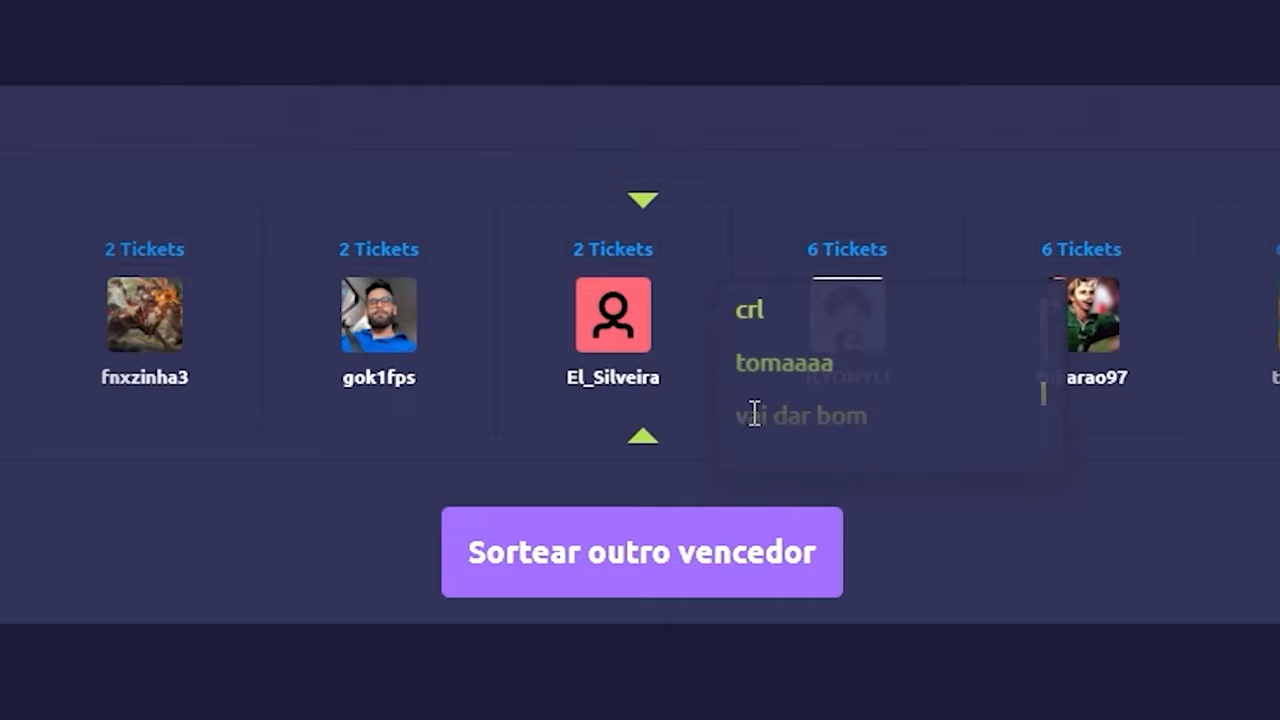 2 Tickets
2 Tickets
2 Tickets
6 Tickets
6 Tickets
fnxzinha3
gok1fps
El_Silveira
arao97
crl
tomaaaa
vai dar bom
Sortear outro vencedor